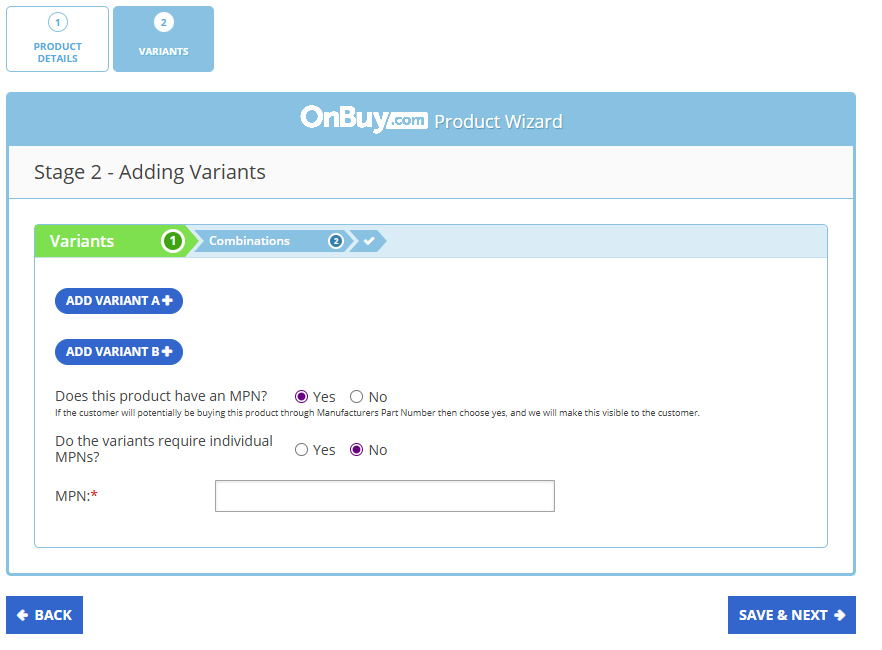 1
PRODUCT
DETAILS
2
VARIANTS
OnBuy.com Product Wizard
Stage 2 - Adding Variants
Variants 1 Combinations 2
ADD VARIANT A
ADD VARIANT B
Does this product have an MPN? Yes No
If the customer will potentially be buying this product through Manufacturers Part Number then choose yes, and we will make this visible to the customer.
Do the variants require individual
MPNs? Yes No
MPN:*
BACK SAVE & NEXT